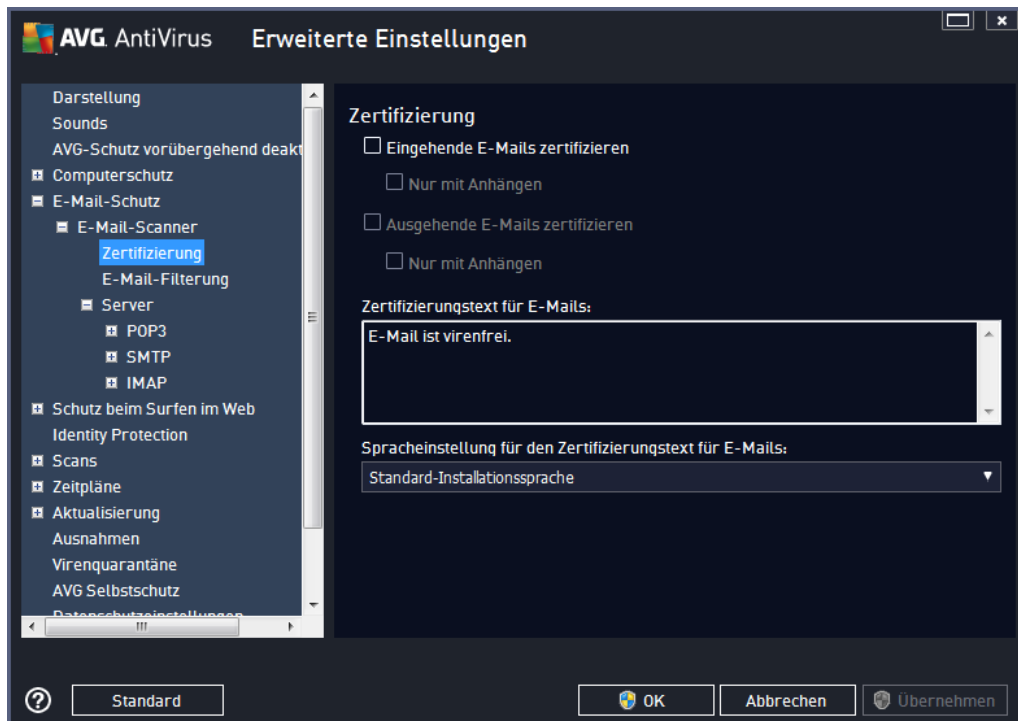 AVG. AntiVirus Erweiterte Einstellungen
Darstellung
Sounds
AVG-Schutz vorübergehend deakt
Computerschutz
E-Mail-Schutz
E-Mail-Scanner
Zertifizierung
E-Mail-Filterung
Server
POP3
SMTP
IMAP
Schutz beim Surfen im Web
Identity Protection
Scans
Zeitpläne
Aktualisierung
Ausnahmen
Virenquarantäne
AVG Selbstschutz
Datenschutzeinstellungen
Zertifizierung
Eingehende E-Mails zertifizieren
Nur mit Anhängen
Ausgehende E-Mails zertifizieren
Nur mit Anhängen
Zertifizierungstext für E-Mails:
E-Mail ist virenfrei.
Spracheinstellung für den Zertifizierungstext für E-Mails:
Standard-Installationssprache
Standard
OK
Abbrechen
Übernehmen